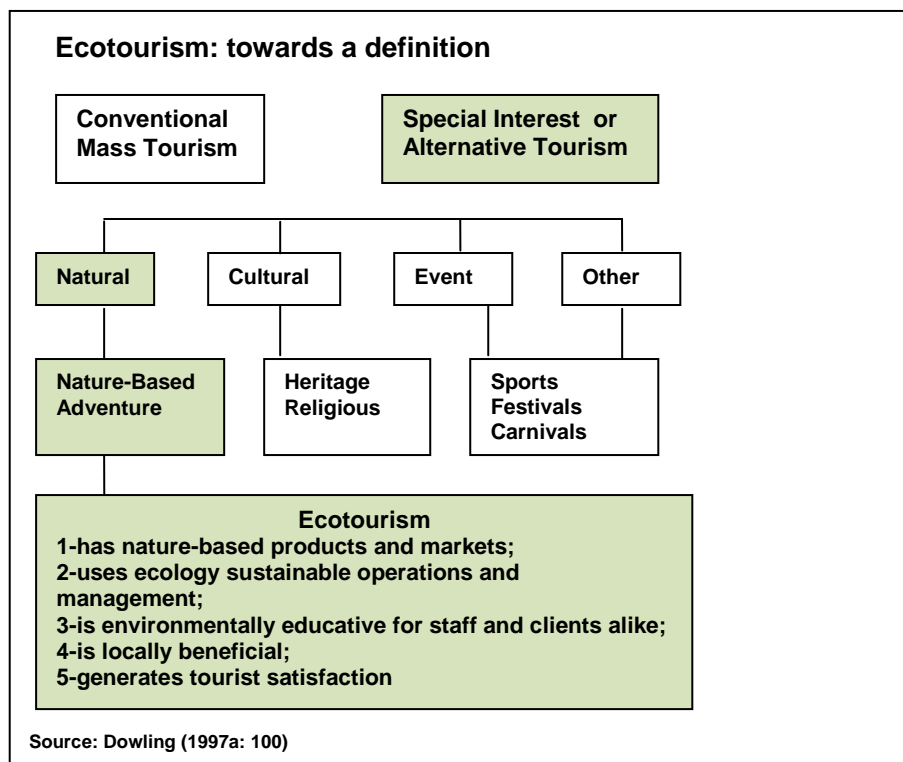 Ecotourism: towards a definition
Conventional
Mass Tourism
Special Interest or
Alternative Tourism
Natural
Cultural
Event
Other
Nature-Based
Adventure
Heritage
Religious
Sports
Festivals
Carnivals
Ecotourism
1-has nature-based products and markets;
2-uses ecology sustainable operations and
management;
3-is environmentally educative for staff and clients alike;
4-is locally beneficial;
5-generates tourist satisfaction
Source: Dowling (1997a: 100)